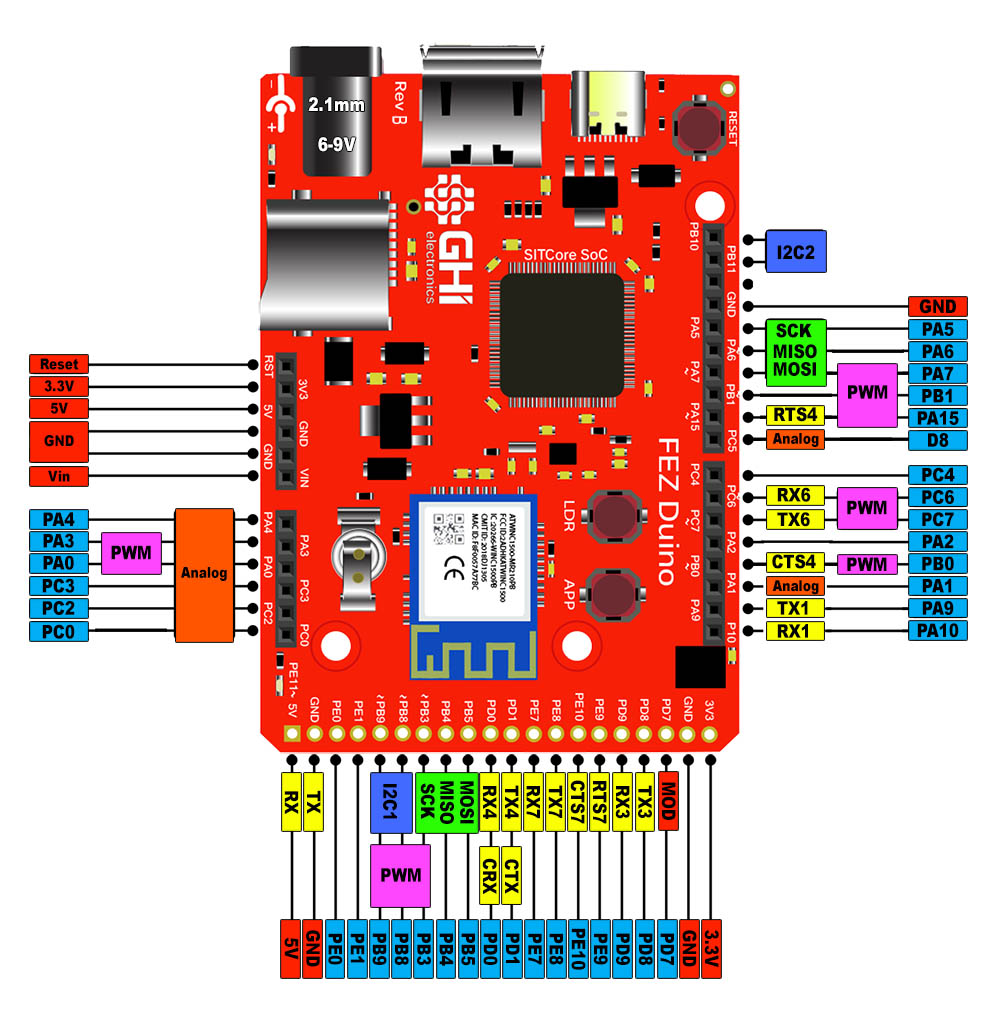 2.1mm
6-9V
- +
Rev B
RESET
GHI
electronics
SITCore SoC
PB10
PB11
GND
PA5
PA6~
~PA7
PB1~
~PA15
PC5
I2C2
GND
SCK
PA5
MISO
PA6
MOSI
PWM
PA7
PB1
RTS4
PA15
Analog
D8
RST
3V3
5V
GND
GND
VIN
Reset
3.3V
5V
GND
Vin
FEZ Duino
LDR
APP
PC4
PC6~
~PC7
PA2
~PB0
PA1
PA9
P10
PC4
RX6
PWM
PC6
TX6
PC7
PA2
CTS4
PWM
PB0
Analog
PA1
TX1
PA9
RX1
PA10
PA4
PA3
PA0
PC3
PC2
PC0
PWM
Analog
PA4
PA3
PA0
PC3
PC2
PC0
ATWINC1500-MR210PB
CE
PE11~ 5V
GND
PE0
PE1
~PB9
~PB8
~PB3
PB4
PB5
PD0
PD1
PE7
PE8
PE10
PE9
PD9
PD8
PD7
GND
3V3
RX
TX
I2C1
SCK
MISO
MOSI
RX4
TX4
RX7
TX7
CTS7
RTS7
RX3
TX3
MOD
PWM
CRX
CTX
5V
GND
PE0
PE1
PB9
PB8
PB3
PB4
PB5
PD0
PD1
PE7
PE8
PE10
PE9
PD9
PD8
PD7
GND
3.3V